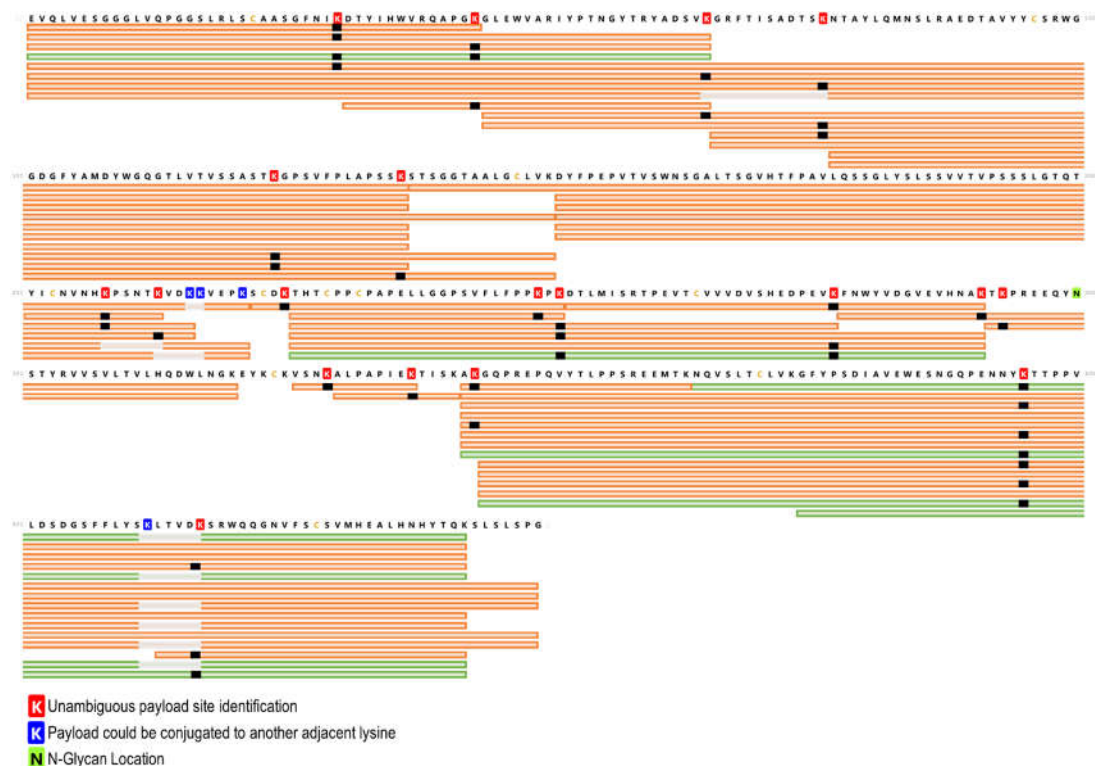 EVQLVESGGGLVQPGGSLRLSCAASGFNIKDTYIHWVRQAPGKGLEWVARIYPTNGYTRYADSVKGRFTISADTSKNTAYLQMNSLRAEDTAVYYCSRWG
GDGFYAMDYWGQGTLVTVSSASTKGPSVFPLAPSSKSTSGGTAALGCLVKDYFPEPVTVSWNSGALTSGVHTFPAVLQSSGLYSLSSVVTVPSSSLGTQT
YICNVNHKPSNTKVDKKVEPKSCDKTHTCPPCPAPELLGGPSVFLFPPKPKDTLMISRTPEVTCVVVDVSHEDPEVKFNWYVDGVEVHNAKTKPREEQYN
STYRVVSVLTVLHQDWLNGKEYKCKVSNKALPAPIEKTISKAKGQPREPQVYTLPPSREEMTKNQVSLTCLVKGFYPSDIAVEWESNGQPENNYKTTPPV
LDSDGSFFLYSKLTVDKSRWQQGNVFSCSVMHEALHNHYTQKSLSLSPG
K Unambiguous payload site identification
K Payload could be conjugated to another adjacent lysine
N N-Glycan Location